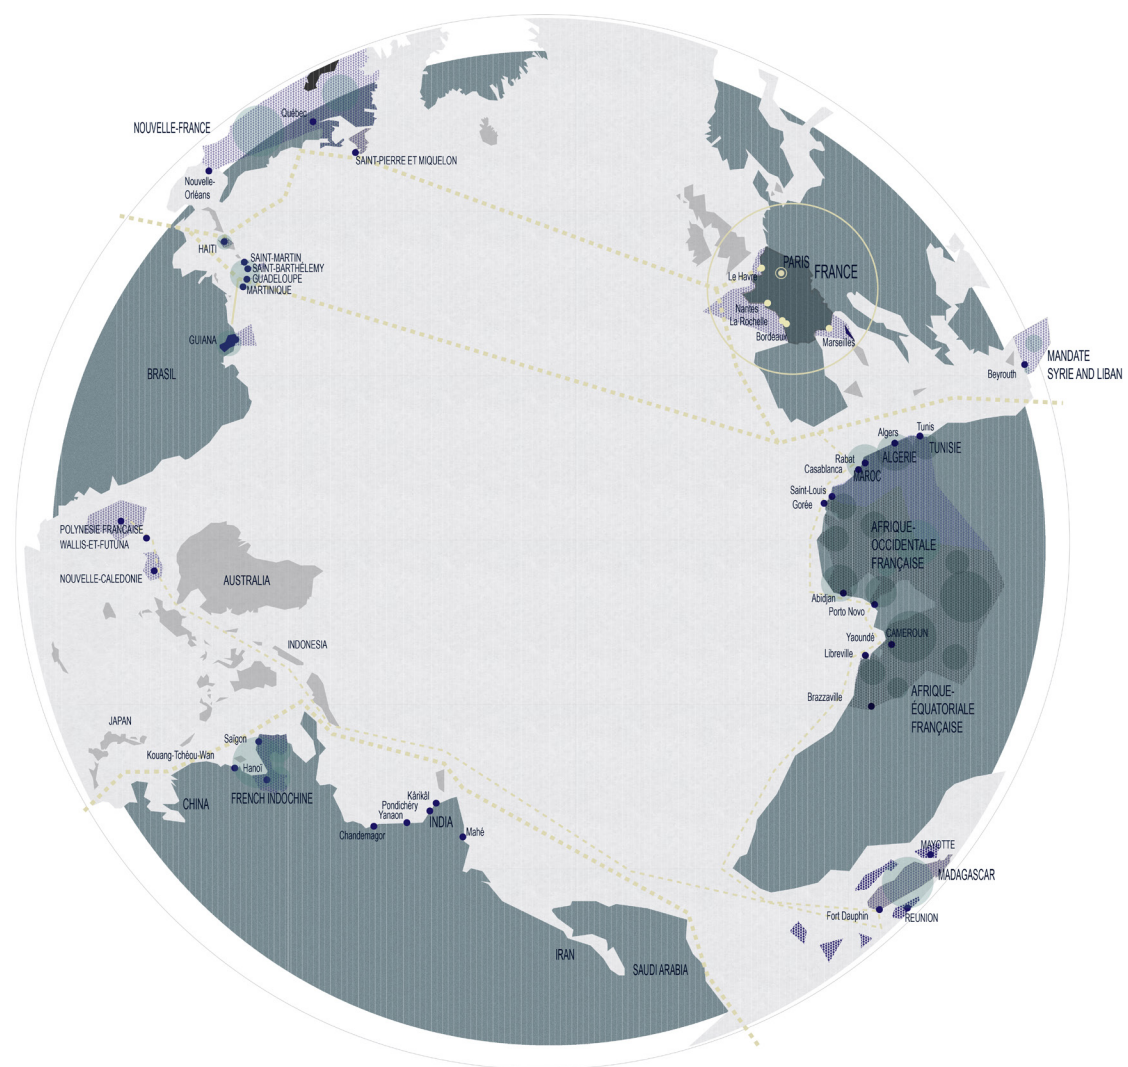 Québec
NOUVELLE-FRANCE
SAINT-PIERRE ET MIQUELON
Nouvelle-
Orléans
HAITI
SAINT-MARTIN
SAINT-BARTHÉLEMY
GUADELOUPE
MARTINIQUE
GUIANA
BRASIL
PARIS
FRANCE
Le Havre
Nantes
La Rochelle
Bordeaux
Marseilles
MANDATE
SYRIE AND LIBAN
Beyrouth
Tunis
Algers
TUNISIE
ALGERIE
Rabat
Casablanca
MAROC
Saint-Louis
Gorée
AFRIQUE-
OCCIDENTALE
FRANÇAISE
POLYNESIE FRANÇAISE
WALLIS-ET-FUTUNA
NOUVELLE-CALEDONIE
AUSTRALIA
Abidjan
Porto Novo
INDONESIA
Yaoundé
CAMEROUN
Libreville
Brazzaville
AFRIQUE-
ÉQUATORIALE
FRANÇAISE
JAPAN
Saïgon
Kouang-Tchéou-Wan
Hanoï
FRENCH INDOCHINE
CHINA
Kârikâl
Pondichéry
Yanaon
INDIA
Chandernagor
Mahé
MAYOTTE
MADAGASCAR
Fort Dauphin
REUNION
IRAN
SAUDI ARABIA